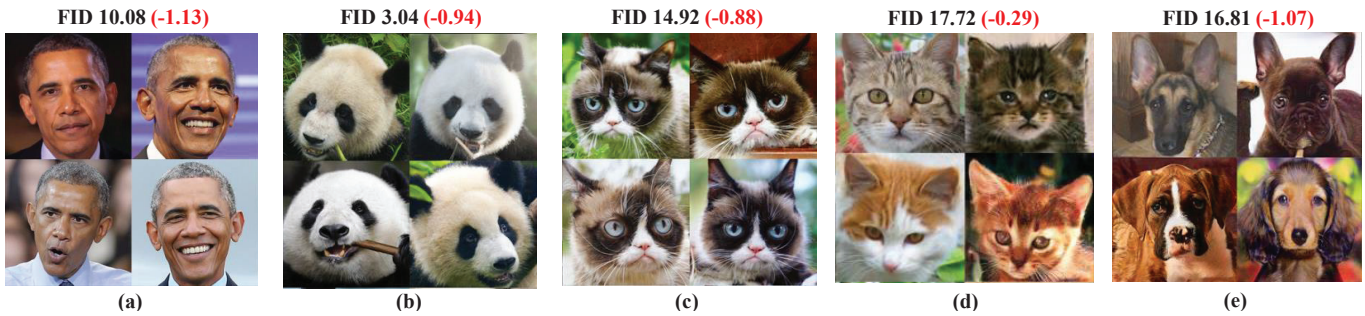 FID 10.08 (-1.13)
FID 3.04 (-0.94)
FID 14.92 (-0.88)
FID 17.72 (-0.29)
FID 16.81 (-1.07)
(a)
(b)
(c)
(d)
(e)